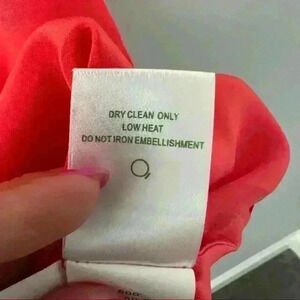 DRY CLEAN ONLY
LOW HEAT
DO NOT IRON EMBELLISHMENT